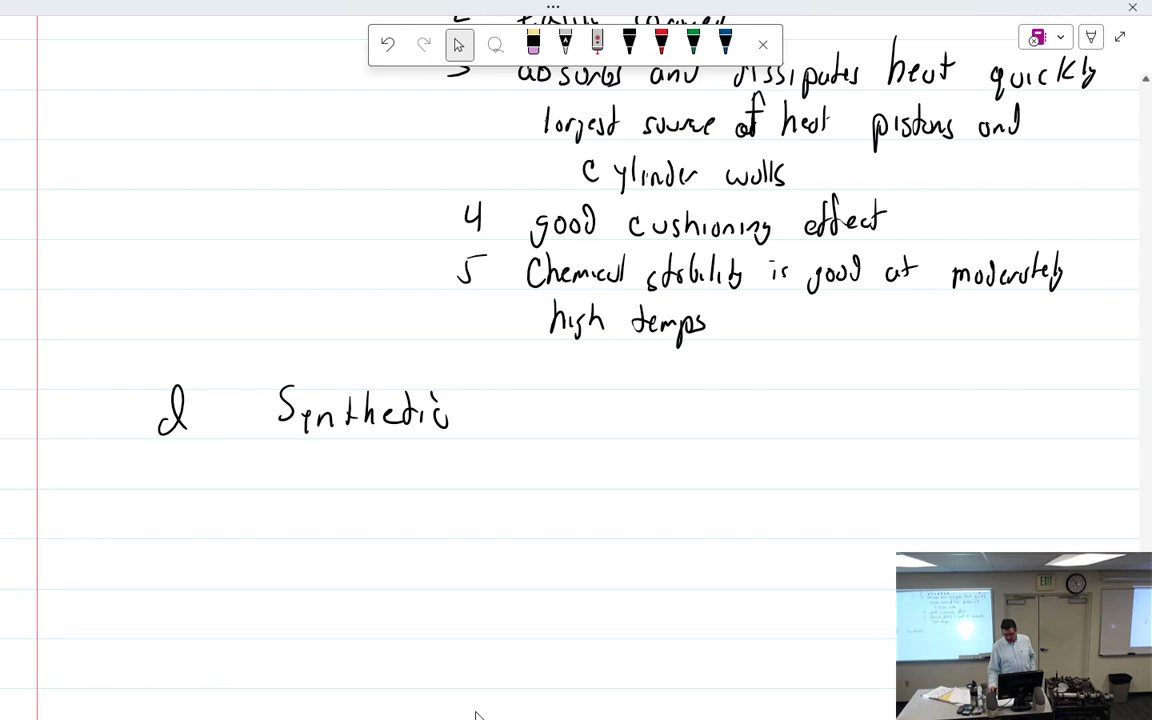 3 absorbs and dissipates heat quickly
largest source of heat pistons and
cylinder walls
4 good cushioning effect
5 Chemical stability is good at moderately
high temps
d Synthetic
EXIT